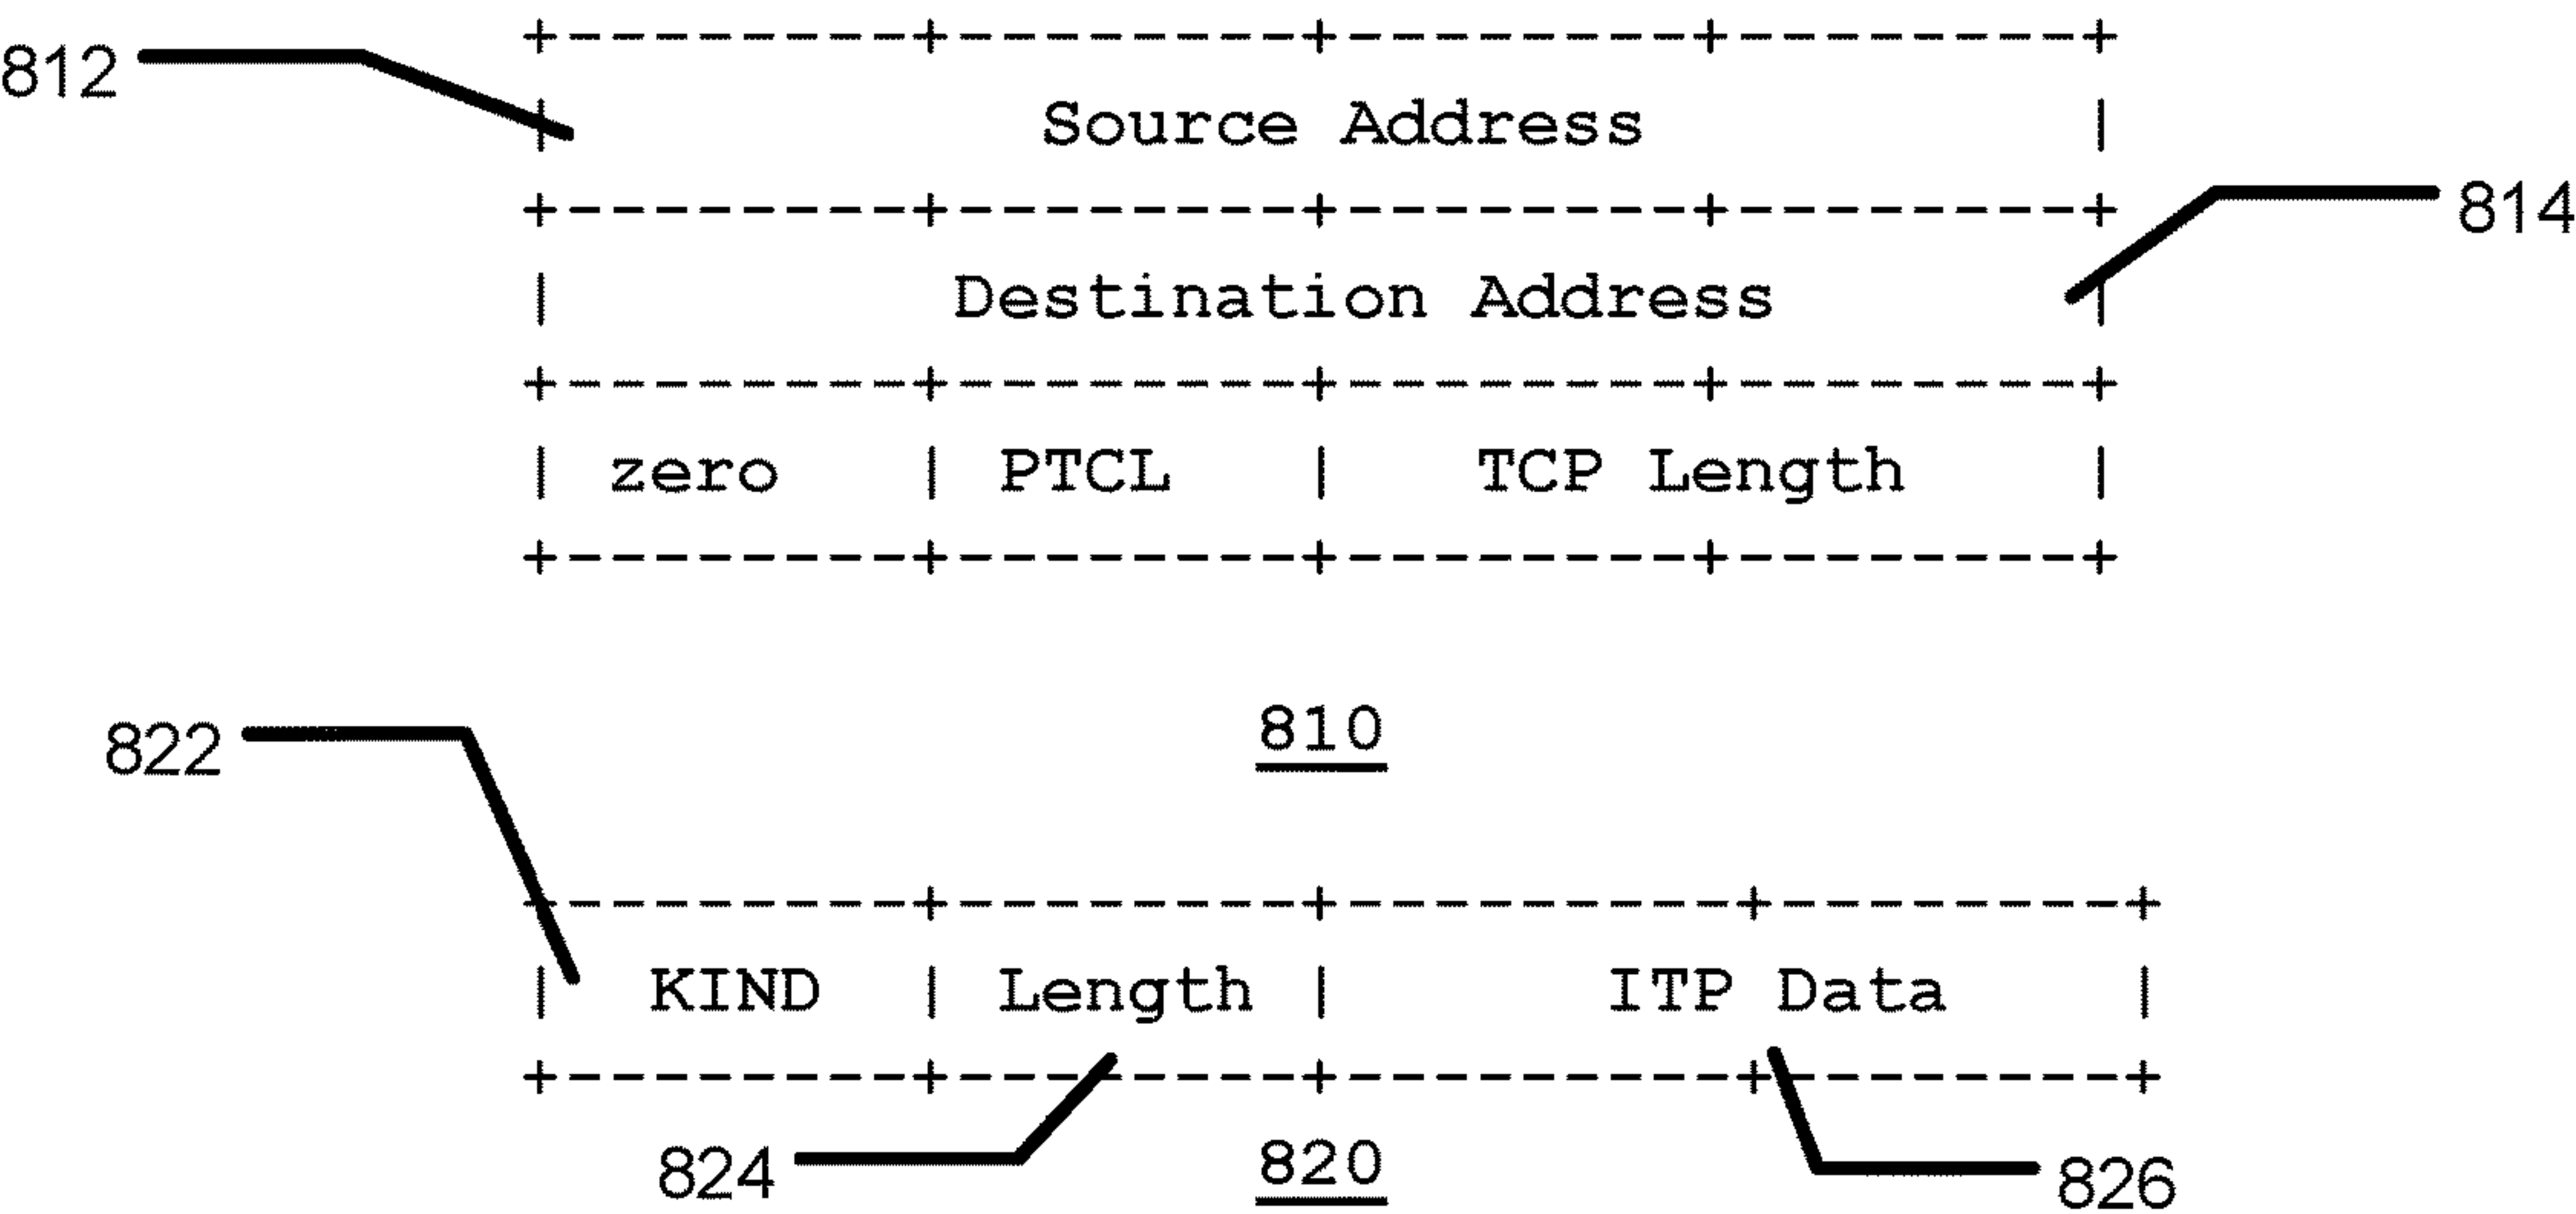 812
Source Address
814
Destination Address
zero | PTCL | TCP Length
810
822
KIND | Length | ITP Data
824
820
826